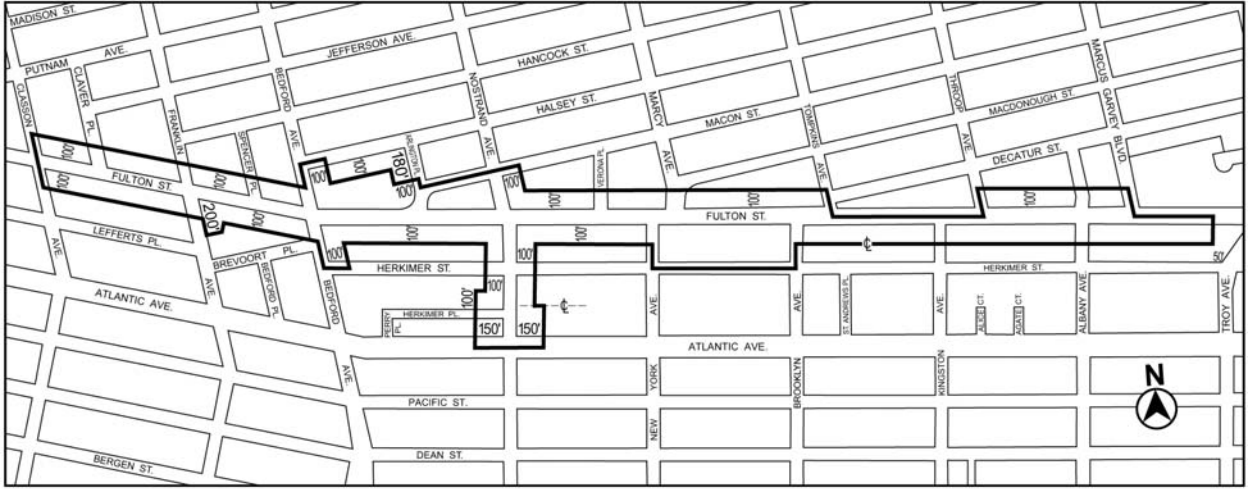 MADISON ST.
PUTNAM AVE.
CLASSON AVE.
CLAVER PL.
FRANKLIN AVE.
SPENCER PL.
BEDFORD AVE.
JEFFERSON AVE.
HANCOCK ST.
HALSEY ST.
MACON ST.
MACDONOUGH ST.
DECATUR ST.
ARLINGTON PL.
NOSTRAND AVE.
VERONA PL.
MARCY AVE.
TOMPKINS AVE.
THROOP AVE.
MARCUS GARVEY BLVD.
100'
100'
100'
100'
180'
100'
100'
100'
100'
100'
FULTON ST.
FULTON ST.
100'
100'
200'
100'
100'
100'
100'
100'
℄
50'
LEFFERTS PL.
BREVOORT PL.
BEDFORD PL.
HERKIMER ST.
HERKIMER ST.
100'
100'
℄
HERKIMER PL.
PERRY PL.
150'
150'
ATLANTIC AVE.
ATLANTIC AVE.
BEDFORD AVE.
NEW YORK AVE.
BROOKLYN AVE.
ST. ANDREWS PL.
KINGSTON AVE.
ALICE CT.
AGATE CT.
ALBANY AVE.
TROY AVE.
PACIFIC ST.
DEAN ST.
BERGEN ST.
N